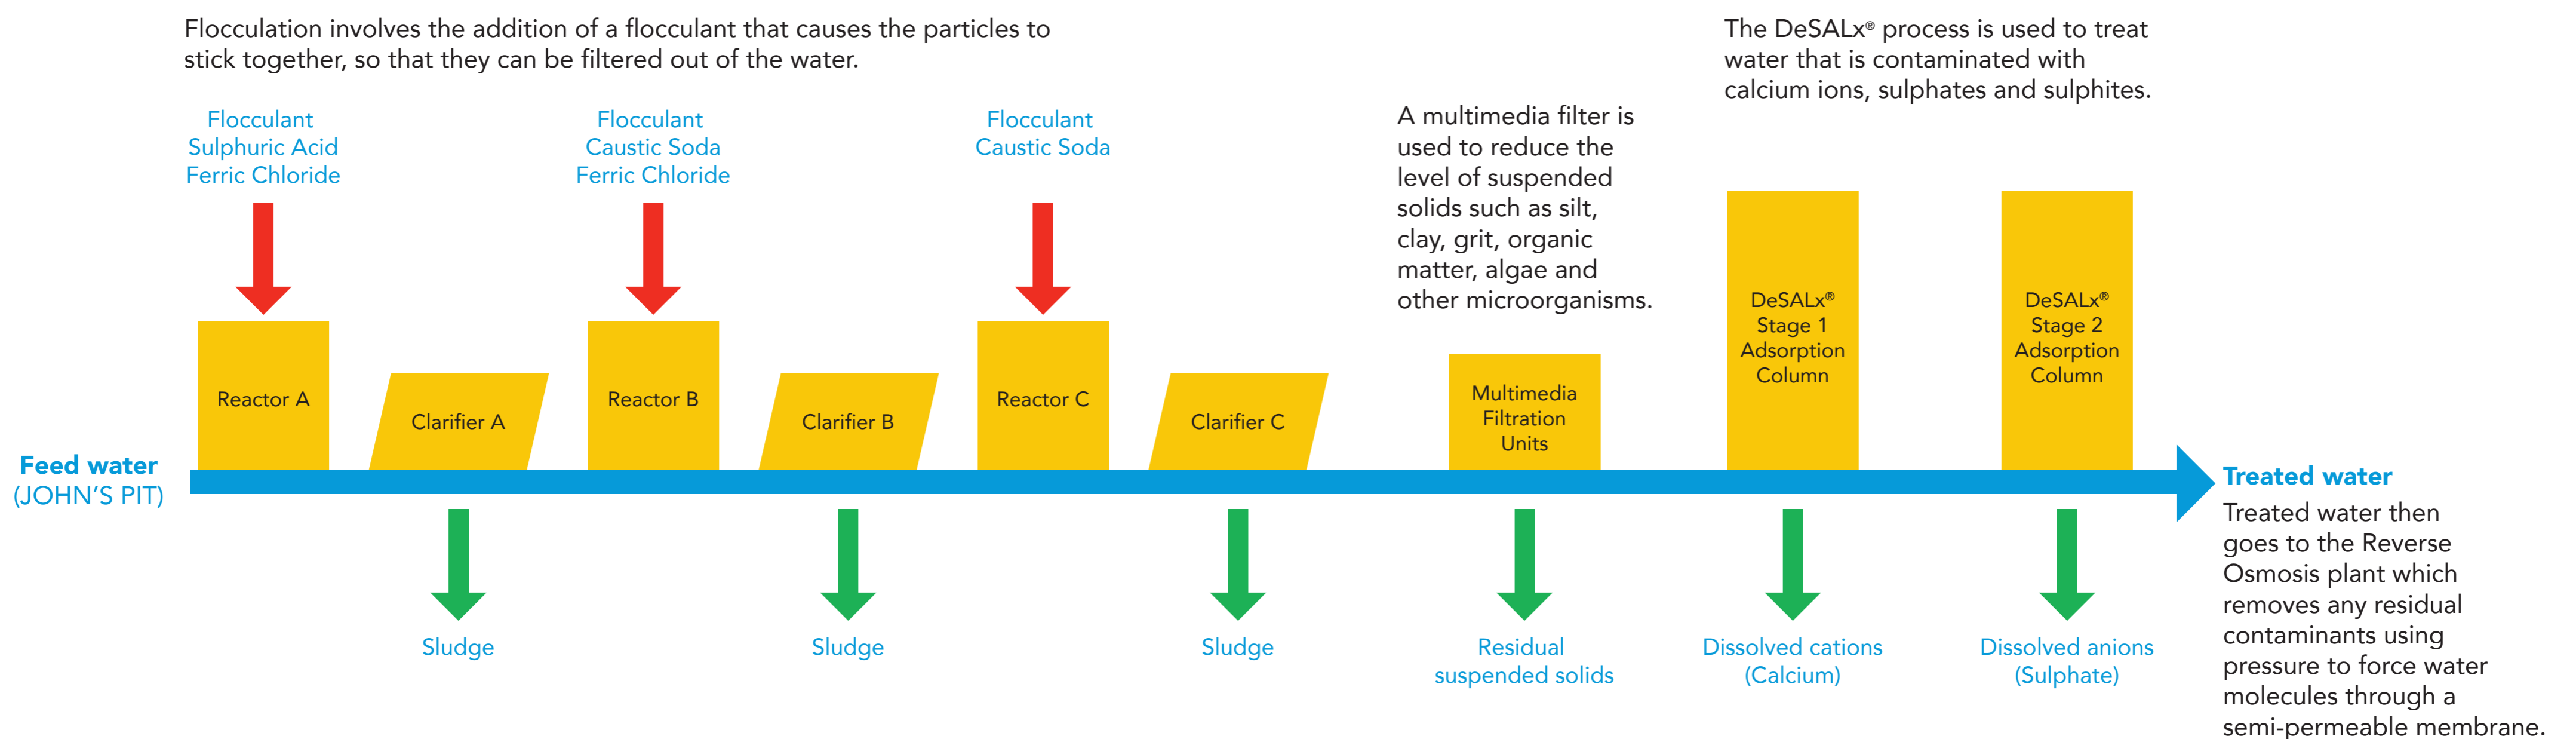 Flocculation involves the addition of a flocculant that causes the particles to
stick together, so that they can be filtered out of the water.
The DeSALx® process is used to treat
water that is contaminated with
calcium ions, sulphates and sulphites.
Flocculant
Sulphuric Acid
Ferric Chloride
Flocculant
Caustic Soda
Ferric Chloride
Flocculant
Caustic Soda
A multimedia filter is
used to reduce the
level of suspended
solids such as silt,
clay, grit, organic
matter, algae and
other microorganisms.
Reactor A
Clarifier A
Reactor B
Clarifier B
Reactor C
Clarifier C
Multimedia
Filtration
Units
DeSALx®
Stage 1
Adsorption
Column
DeSALx®
Stage 2
Adsorption
Column
Feed water
(JOHN’S PIT)
Sludge
Sludge
Sludge
Residual
suspended solids
Dissolved cations
(Calcium)
Dissolved anions
(Sulphate)
Treated water
Treated water then
goes to the Reverse
Osmosis plant which
removes any residual
contaminants using
pressure to force water
molecules through a
semi-permeable membrane.